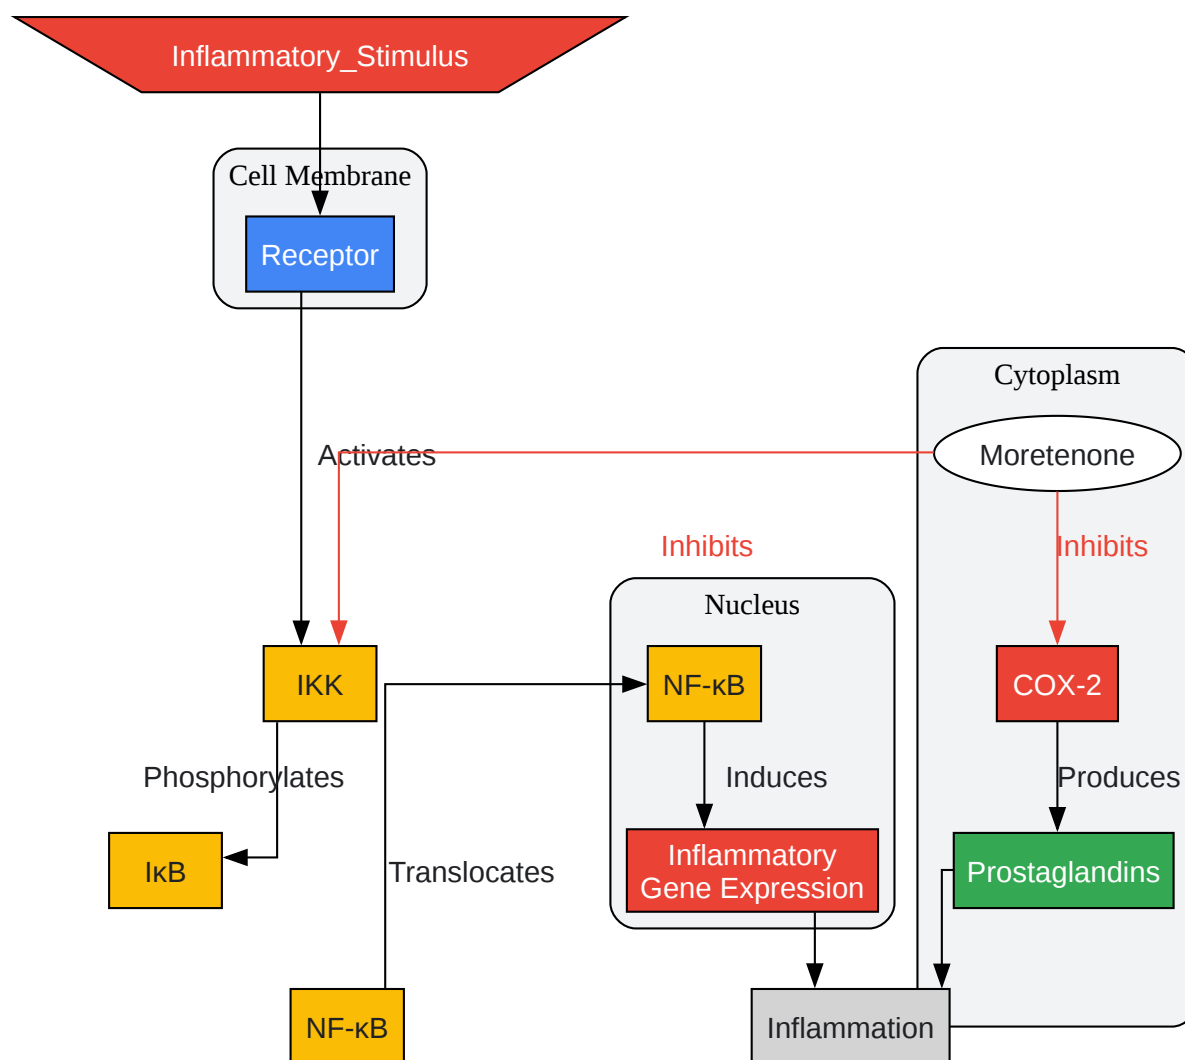 Inflammatory_Stimulus
Cell Membrane
Receptor
Cytoplasm
Activates
Moretenone
Inhibits
Inhibits
Nucleus
IKK
NF-κB
COX-2
Phosphorylates
Induces
Produces
IκB
Translocates
Inflammatory
Gene Expression
Prostaglandins
NF-κB
Inflammation